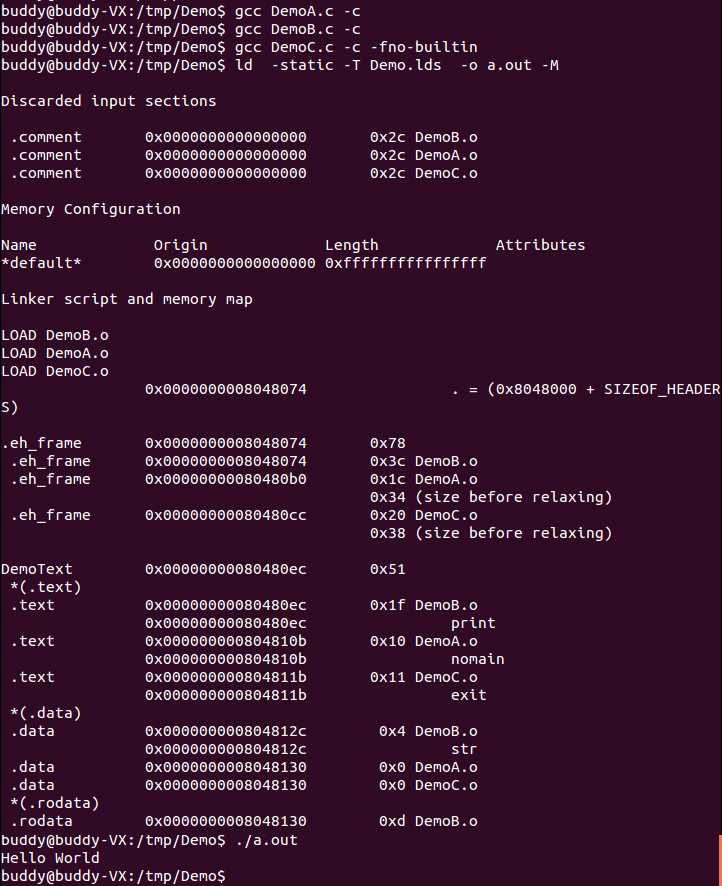 buddy@buddy-VX:/tmp/Demo$ gcc DemoA.c -c
buddy@buddy-VX:/tmp/Demo$ gcc DemoB.c -c
buddy@buddy-VX:/tmp/Demo$ gcc DemoC.c -c -fno-builtin
buddy@buddy-VX:/tmp/Demo$ ld  -static -T Demo.lds  -o a.out -M
Discarded input sections
.comment 0x0000000000000000 0x2c DemoB.o
.comment 0x0000000000000000 0x2c DemoA.o
.comment 0x0000000000000000 0x2c DemoC.o
Memory Configuration
Name Origin Length Attributes
*default* 0x0000000000000000 0xffffffffffffffff
Linker script and memory map
LOAD DemoB.o
LOAD DemoA.o
LOAD DemoC.o
0x0000000008048074 . = (0x8048000 + SIZEOF_HEADER
S)
.eh_frame 0x0000000008048074 0x78
.eh_frame 0x0000000008048074 0x3c DemoB.o
.eh_frame 0x00000000080480b0 0x1c DemoA.o
0x34 (size before relaxing)
.eh_frame 0x00000000080480cc 0x20 DemoC.o
0x38 (size before relaxing)
DemoText 0x00000000080480ec 0x51
*(.text)
.text 0x00000000080480ec 0x1f DemoB.o
0x00000000080480ec print
.text 0x000000000804810b 0x10 DemoA.o
0x000000000804810b nomain
.text 0x000000000804811b 0x11 DemoC.o
0x000000000804811b exit
*(.data)
.data 0x000000000804812c 0x4 DemoB.o
0x000000000804812c str
.data 0x0000000008048130 0x0 DemoA.o
.data 0x0000000008048130 0x0 DemoC.o
*(.rodata)
.rodata 0x0000000008048130 0xd DemoB.o
buddy@buddy-VX:/tmp/Demo$ ./a.out
Hello World
buddy@buddy-VX:/tmp/Demo$